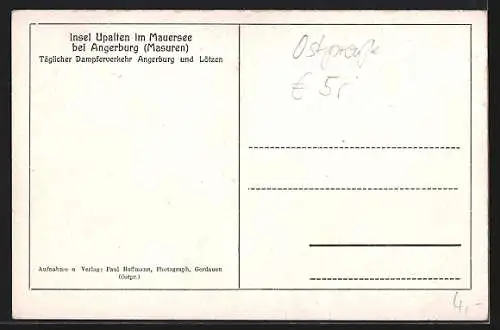 Insel Upalten im Mauersee
bei Angerburg (Masuren)
Täglicher Dampferverkehr Angerburg und Lötzen
€ 5,-
Aufnahme u Verlag: Paul Hoffmann, Photograph, Gerdauen
(Ostpr.)
4,-